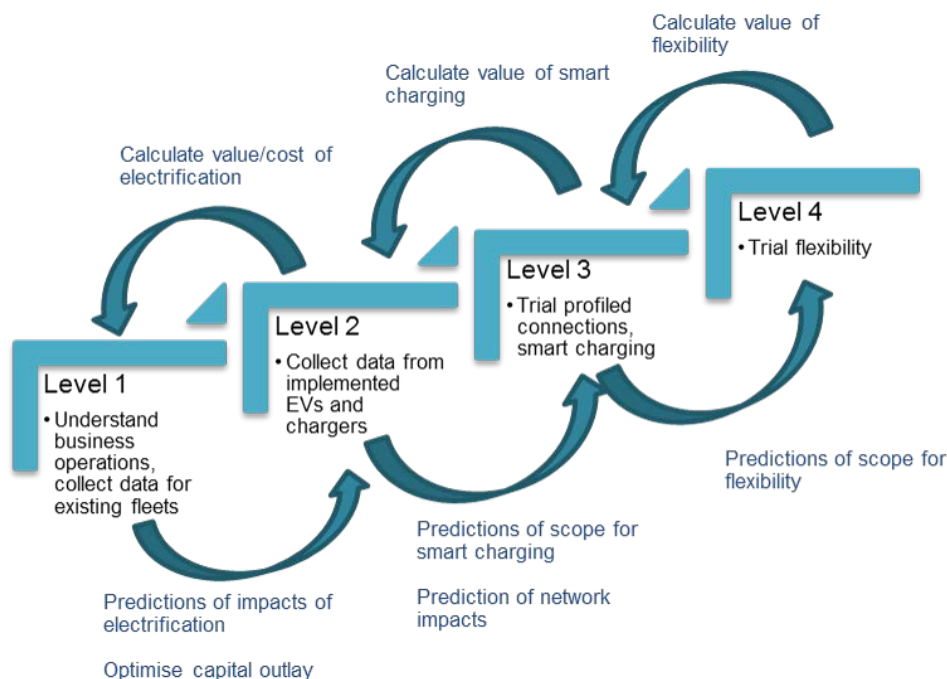 Calculate value of
flexibility
Calculate value of smart
charging
Calculate value/cost of
electrification
Level 4
• Trial flexibility
Level 3
• Trial profiled
connections,
smart charging
Level 2
• Collect data from
implemented
EVs and
chargers
Level 1
• Understand
business
operations,
collect data for
existing fleets
Predictions of scope for
flexibility
Predictions of scope for
smart charging
Prediction of network
impacts
Predictions of impacts of
electrification
Optimise capital outlay